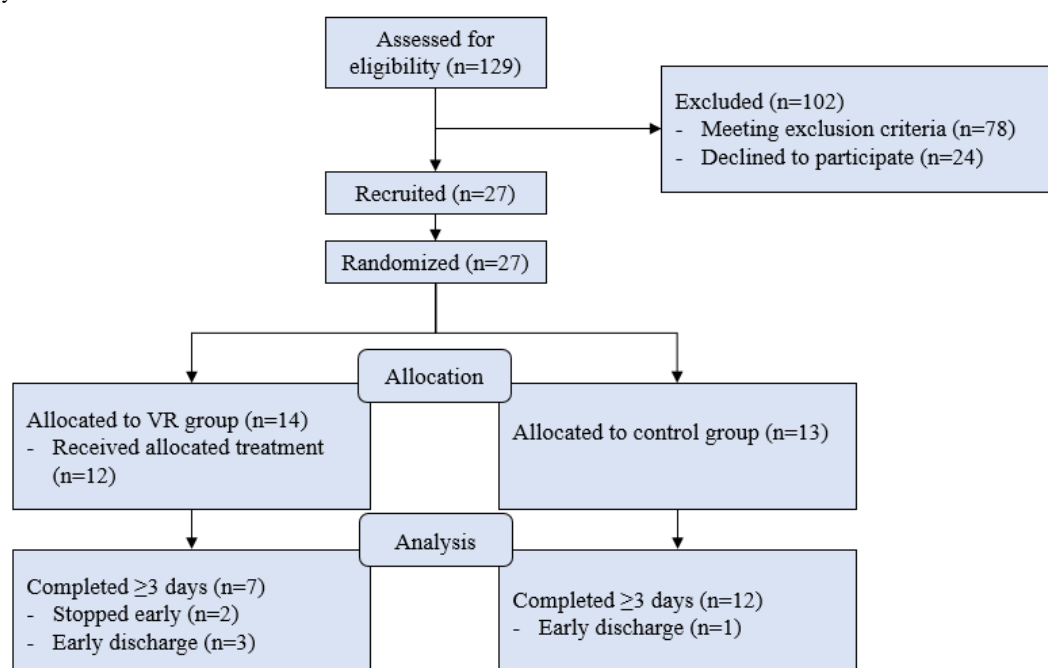 Assessed for
eligibility (n=129)
Excluded (n=102)
- Meeting exclusion criteria (n=78)
- Declined to participate (n=24)
Recruited (n=27)
Randomized (n=27)
Allocation
Allocated to VR group (n=14)
- Received allocated treatment
(n=12)
Allocated to control group (n=13)
Analysis
Completed ≥3 days (n=7)
- Stopped early (n=2)
- Early discharge (n=3)
Completed ≥3 days (n=12)
- Early discharge (n=1)